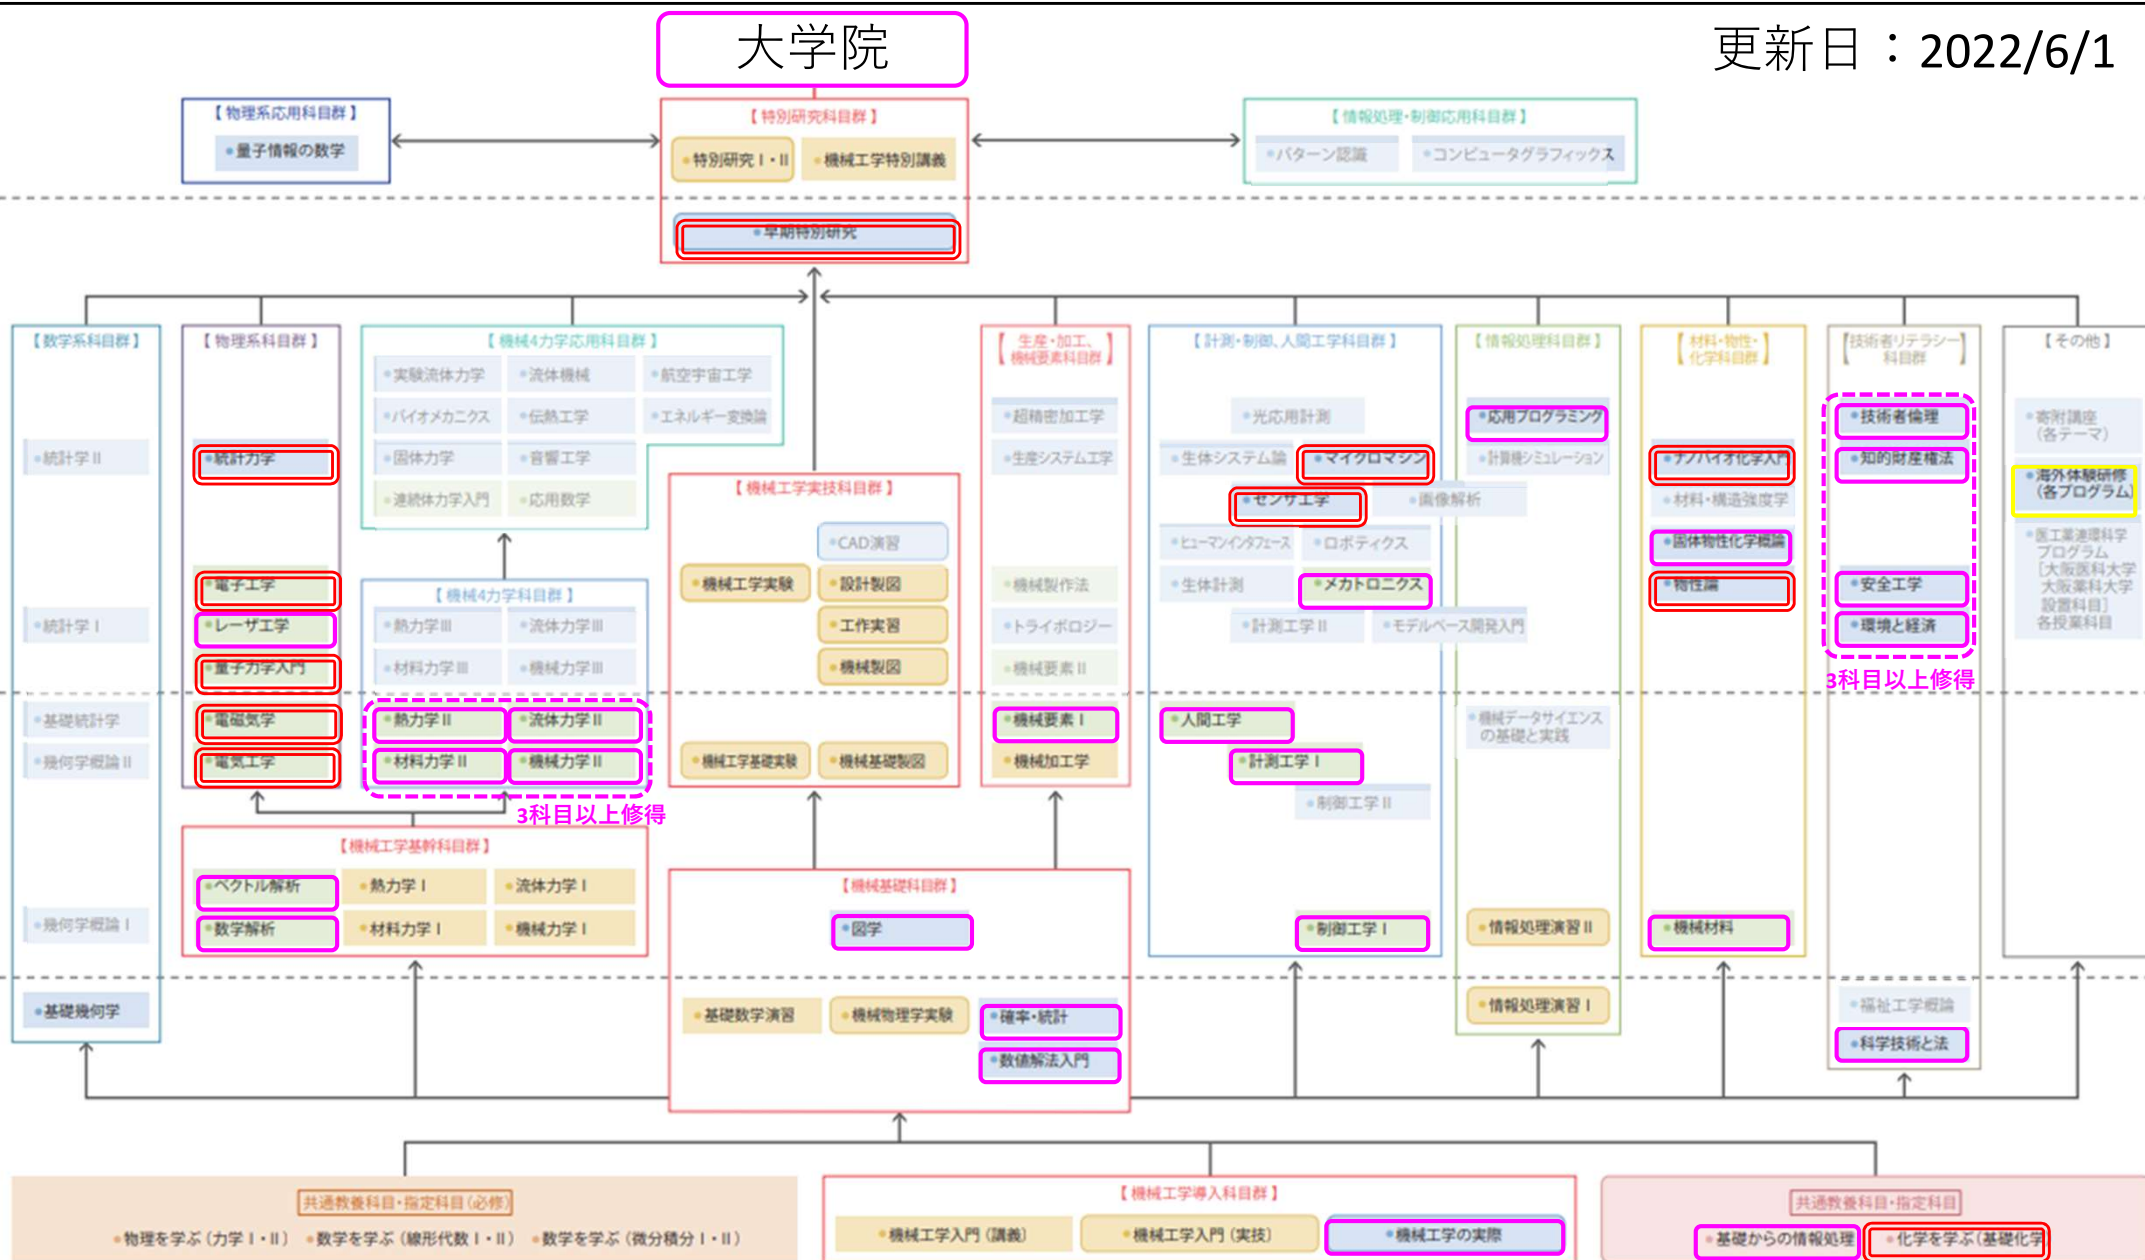 大学院
更新日：2022/6/1
【 物理系応用科目群 】
•量子情報の数学
【 特別研究科目群 】
•特別研究Ⅰ・Ⅱ
•機械工学特別講義
【 情報処理・制御応用科目群 】
•パターン認識
•コンピュータグラフィックス
•早期特別研究
【 数学系科目群 】
•統計学Ⅱ
•統計学Ⅰ
•基礎統計学
•幾何学概論Ⅱ
•幾何学概論Ⅰ
•基礎幾何学
【 物理系科目群 】
•統計力学
•電子工学
•レーザ工学
•量子力学入門
•電磁気学
•電気工学
【 機械4力学応用科目群 】
•実験流体力学
•流体機械
•航空宇宙工学
•バイオメカニクス
•伝熱工学
•エネルギー変換論
•固体力学
•音響工学
•連続体力学入門
•応用数学
【 機械4力学科目群 】
•熱力学Ⅲ
•流体力学Ⅲ
•材料力学Ⅲ
•機械力学Ⅲ
•熱力学Ⅱ
•流体力学Ⅱ
•材料力学Ⅱ
•機械力学Ⅱ
3科目以上修得
【 機械工学基幹科目群 】
•ベクトル解析
•熱力学Ⅰ
•流体力学Ⅰ
•数学解析
•材料力学Ⅰ
•機械力学Ⅰ
【 機械工学実技科目群 】
•CAD演習
•機械工学実験
•設計製図
•工作実習
•機械製図
•機械工学基礎実験
•機械基礎製図
【 機械基礎科目群 】
•図学
•基礎数学演習
•機械物理学実験
•確率・統計
•数値解法入門
【 生産・加工、
機械要素科目群 】
•超精密加工学
•生産システム工学
•機械製作法
•トライボロジー
•機械要素Ⅱ
•機械要素Ⅰ
•機械加工学
【 計測・制御、人間工学科目群 】
•光応用計測
•生体システム論
•マイクロマシン
•センサ工学
•画像解析
•ヒューマンインタフェース
•ロボティクス
•生体計測
•メカトロニクス
•計測工学Ⅱ
•モデルベース開発入門
•人間工学
•計測工学Ⅰ
•制御工学Ⅱ
•制御工学Ⅰ
【 情報処理科目群 】
•応用プログラミング
•計算機シミュレーション
•機械データサイエンス
の基礎と実践
•情報処理演習Ⅱ
•情報処理演習Ⅰ
【 材料・物性・
化学科目群 】
•ナノバイオ化学入門
•材料・構造強度学
•固体物性化学概論
•物性論
•機械材料
【技術者リテラシー
科目群】
•技術者倫理
•知的財産権法
•安全工学
•環境と経済
3科目以上修得
•福祉工学概論
•科学技術と法
【 その他 】
•寄附講座
（各テーマ）
•海外体験研修
（各プログラム）
•医工薬連環科学
プログラム
［大阪医科大学
大阪薬科大学
設置科目］
各授業科目
共通教養科目・指定科目（必修）
•物理を学ぶ（力学Ⅰ・Ⅱ） •数学を学ぶ（線形代数Ⅰ・Ⅱ） •数学を学ぶ（微分積分Ⅰ・Ⅱ）
【 機械工学導入科目群 】
•機械工学入門（講義）
•機械工学入門（実技）
•機械工学の実際
共通教養科目・指定科目
•基礎からの情報処理
•化学を学ぶ（基礎化学